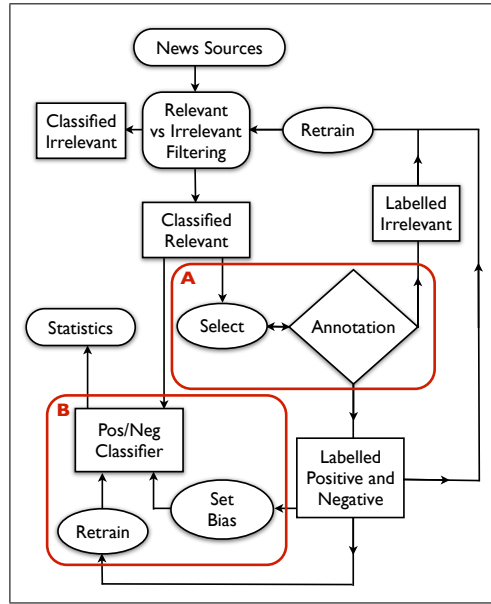 News Sources
Classified
Irrelevant
Relevant
vs Irrelevant
Filtering
Retrain
Classified
Relevant
Labelled
Irrelevant
A
Select
Annotation
Statistics
B
Pos/Neg
Classifier
Set
Bias
Labelled
Positive and
Negative
Retrain